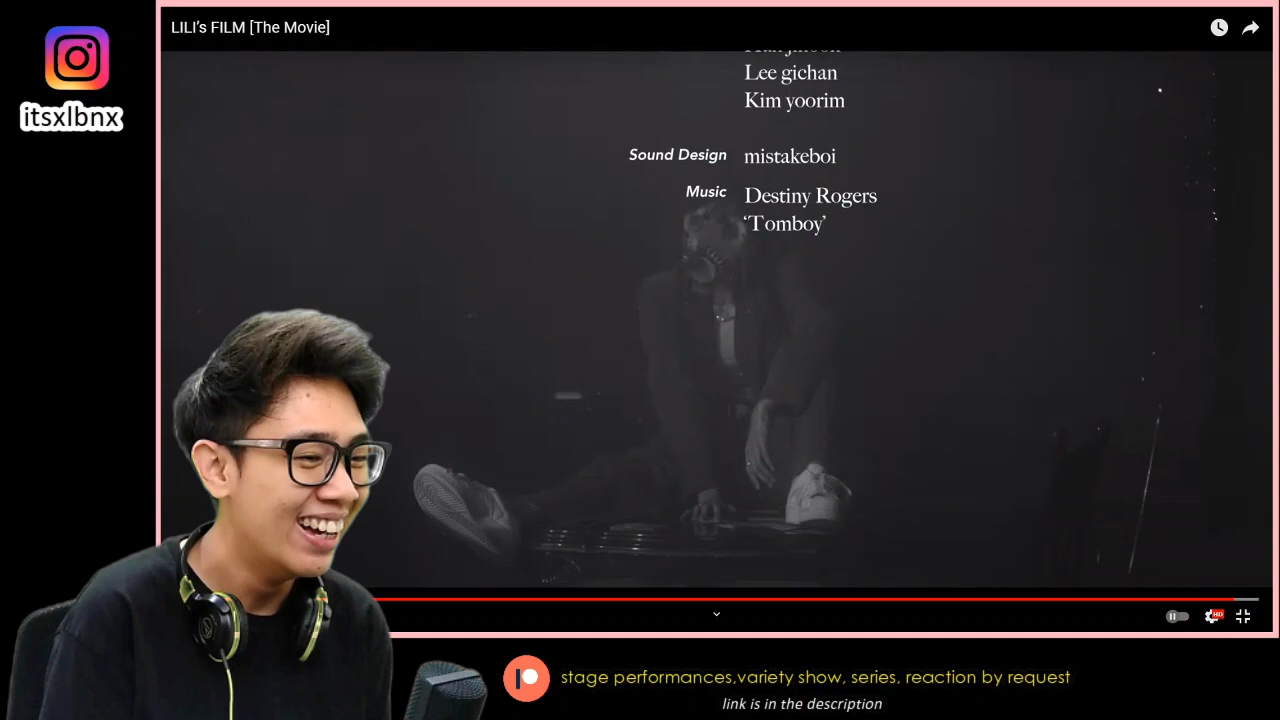 LILI's FILM [The Movie]
itsxlbnx
Lee gichan
Kim yoorim
Sound Design mistakeboi
Music Destiny Rogers
‘Tomboy’
HD
stage performances,variety show, series, reaction by request
link is in the description